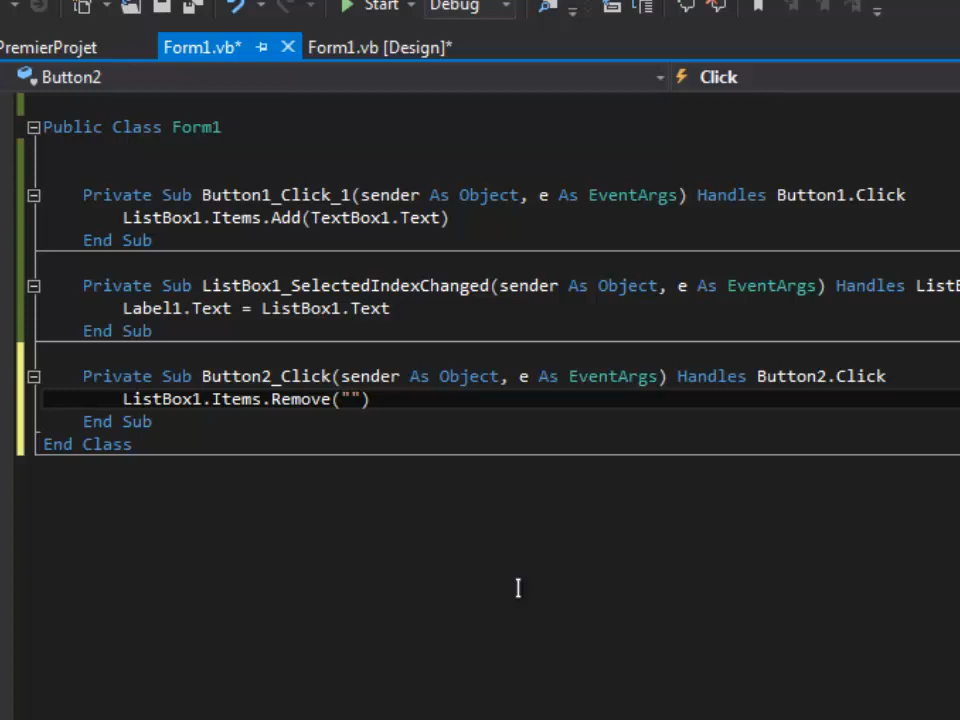 Start Debug
PremierProjet Form1.vb* Form1.vb [Design]*
Button2 Click
Public Class Form1
Private Sub Button1_Click_1(sender As Object, e As EventArgs) Handles Button1.Click
ListBox1.Items.Add(TextBox1.Text)
End Sub
Private Sub ListBox1_SelectedIndexChanged(sender As Object, e As EventArgs) Handles ListB
Label1.Text = ListBox1.Text
End Sub
Private Sub Button2_Click(sender As Object, e As EventArgs) Handles Button2.Click
ListBox1.Items.Remove("")
End Sub
End Class